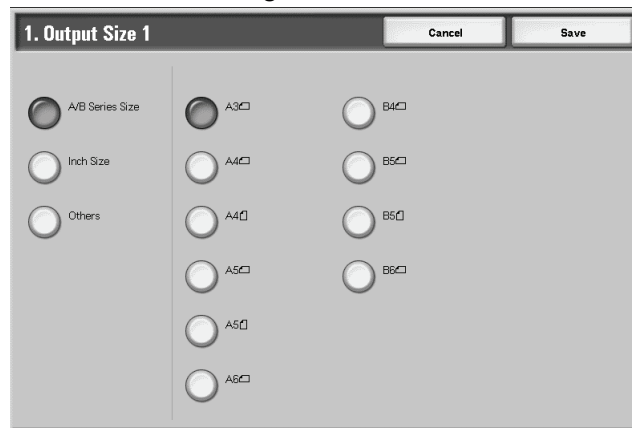 1. Output Size 1
Cancel
Save
A/B Series Size
Inch Size
Others
A3
A4
A4
A5
A5
A6
B4
B5
B5
B6